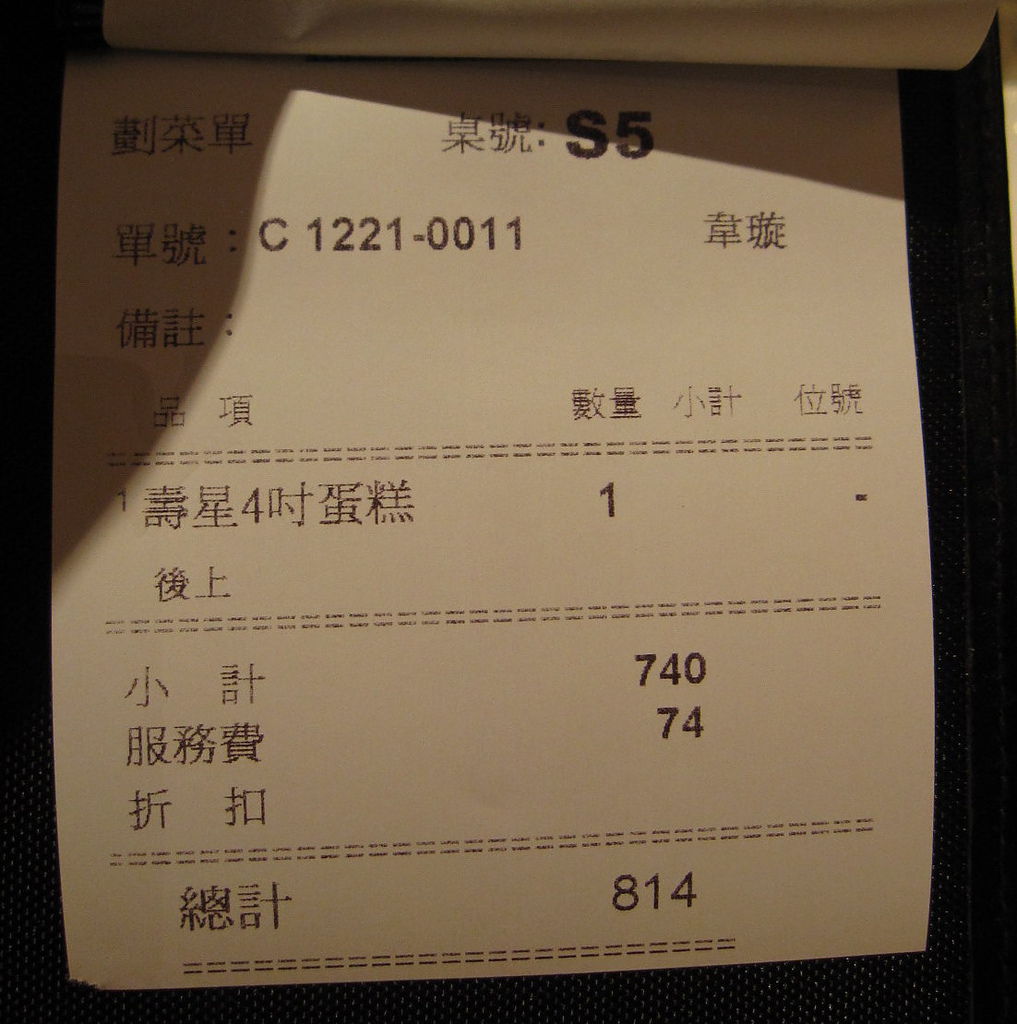 劃菜單 桌號: S5
單號：C 1221-0011 韋璇
備註：
品 項 數量 小計 位號
1 壽星4吋蛋糕 1 -
後上
小 計 740
服務費 74
折 扣
總計 814